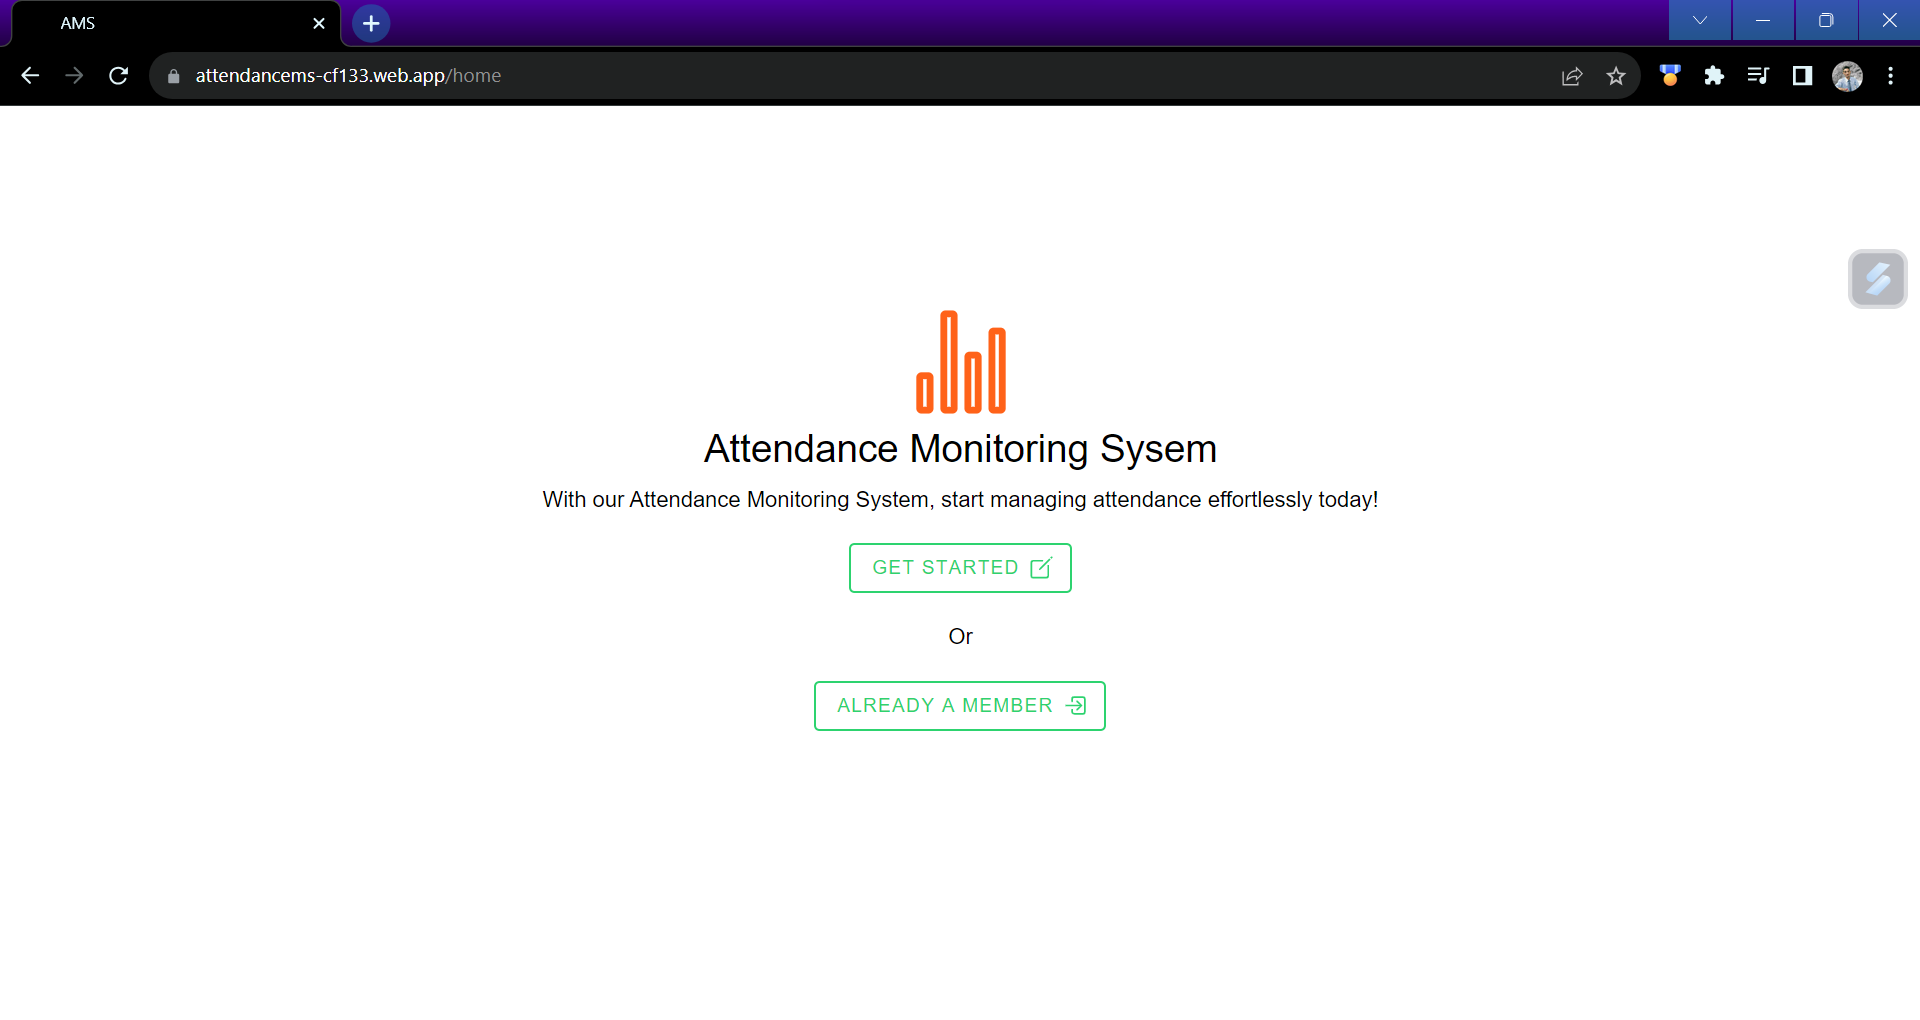 AMS
attendancems-cf133.web.app/home
Attendance Monitoring Sysem
With our Attendance Monitoring System, start managing attendance effortlessly today!
GET STARTED
Or
ALREADY A MEMBER